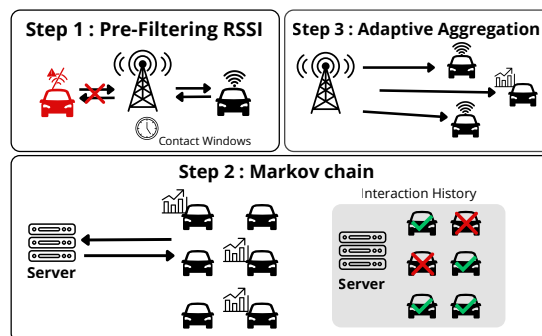 Step 1 : Pre-Filtering RSSI
Contact Windows
Step 3 : Adaptive Aggregation
Step 2 : Markov chain
Server
Interaction History
Server